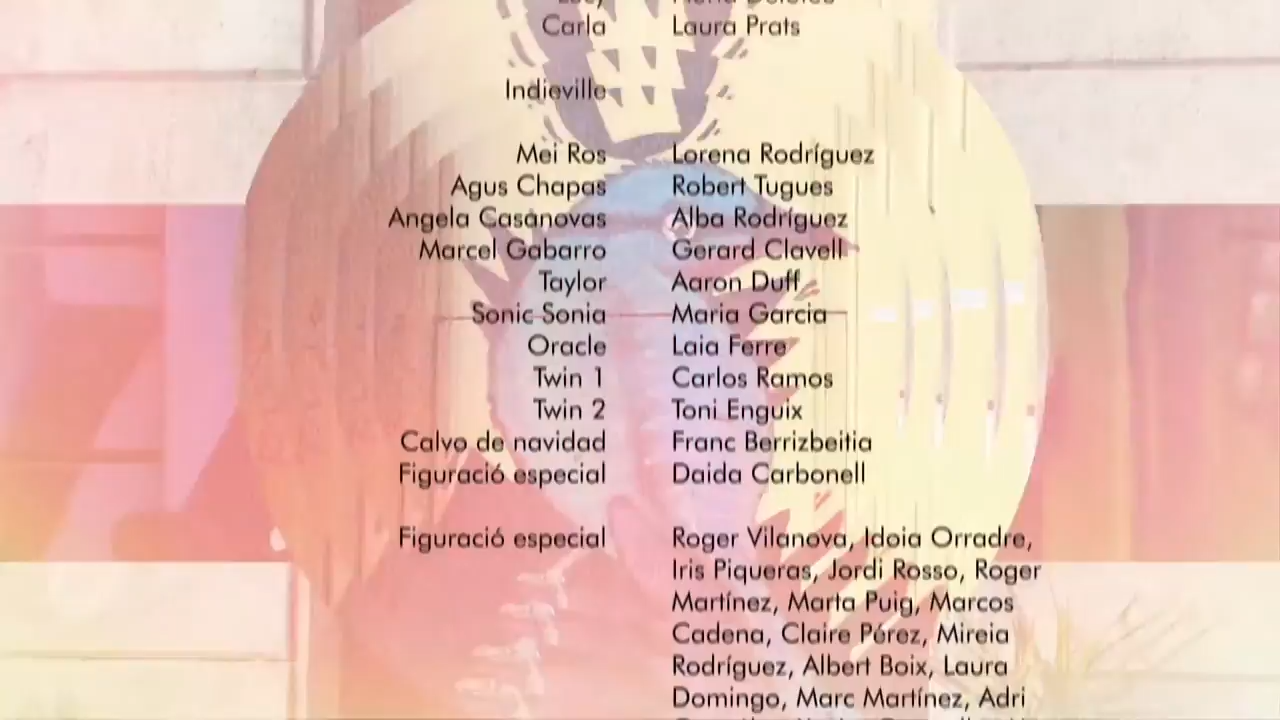 Carla Laura Prats
Indieville
Mei Ros Lorena Rodríguez
Agus Chapas Robert Tugues
Angela Casanovas Alba Rodríguez
Marcel Gabarro Gerard Clavell
Taylor Aaron Duff
Sonic Sonia Maria Garcia
Oracle Laia Ferre
Twin 1 Carlos Ramos
Twin 2 Toni Enguix
Calvo de navidad Franc Berrizbeitia
Figuració especial Daida Carbonell
Figuració especial Roger Vilanova, Idoia Orradre,
Iris Piqueras, Jordi Rosso, Roger
Martínez, Marta Puig, Marcos
Cadena, Claire Pérez, Mireia
Rodríguez, Albert Boix, Laura
Domingo, Marc Martínez, Adri